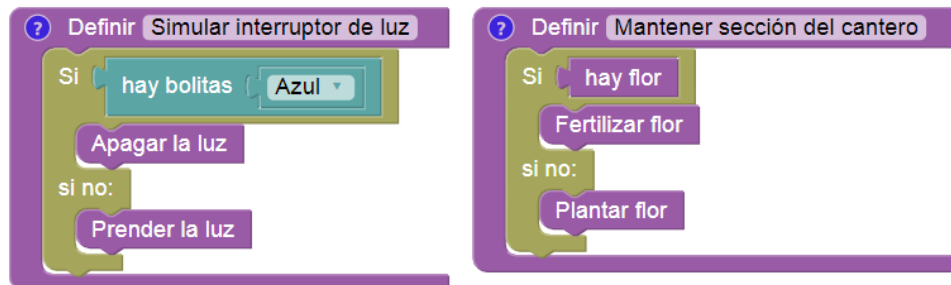 ? Definir Simular interruptor de luz
Si hay bolitas Azul
Apagar la luz
si no:
Prender la luz
? Definir Mantener sección del cantero
Si hay flor
Fertilizar flor
si no:
Plantar flor